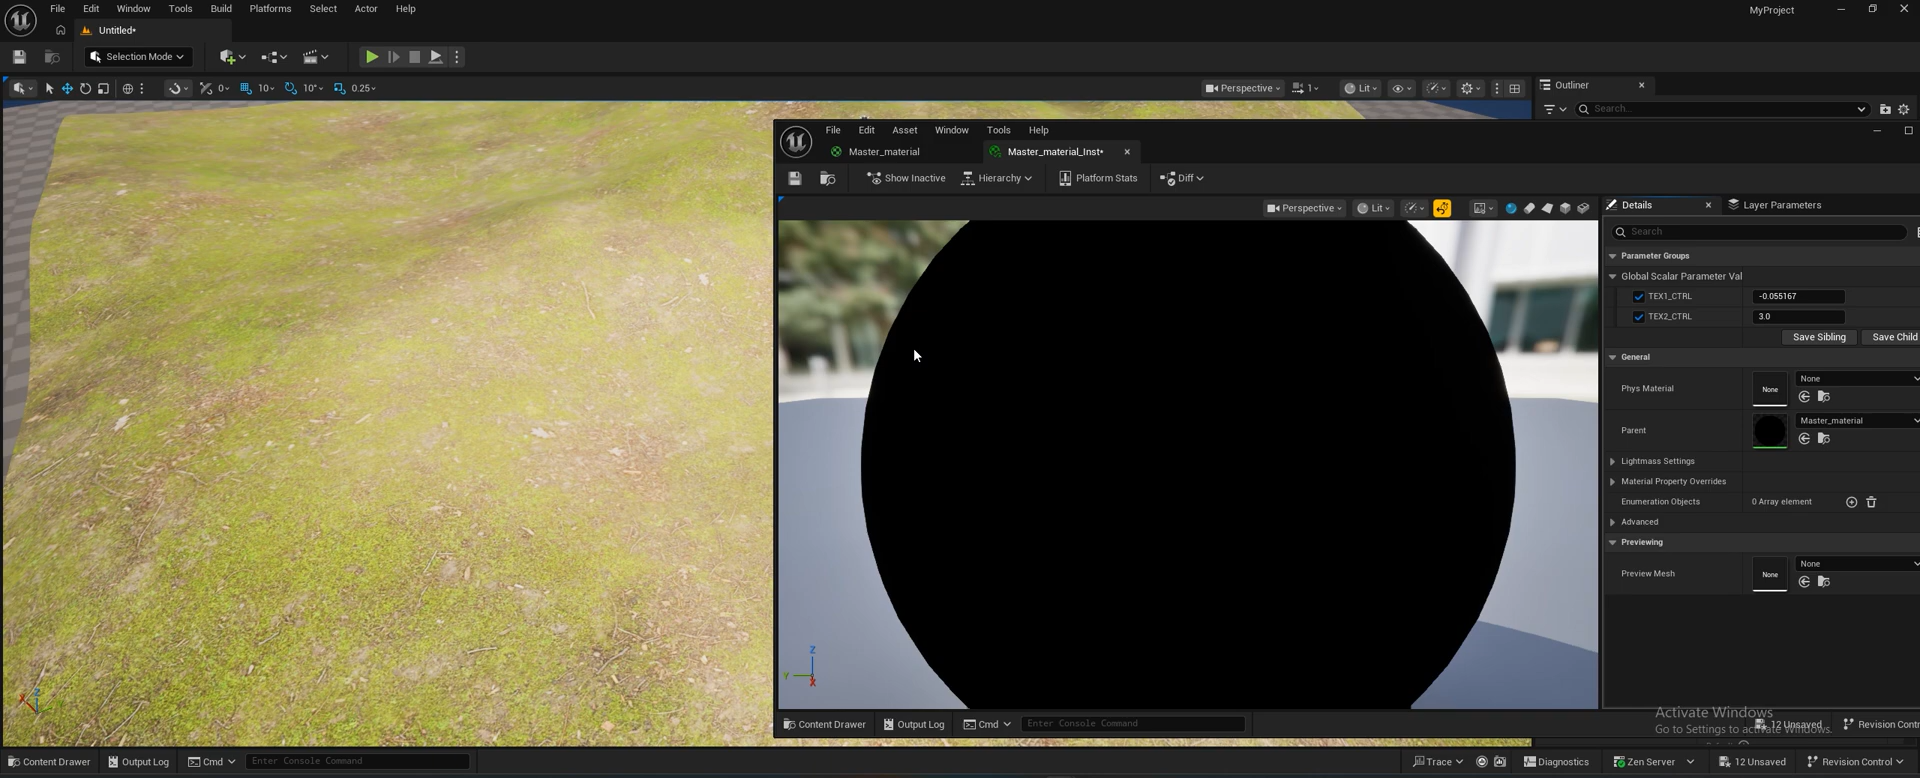 File Edit Window Tools Build Platforms Select Actor Help
MyProject
Untitled*
Selection Mode
0 10 10° 0.25
Perspective 1 Lit
Outliner
Search...
File Edit Asset Window Tools Help
Master_material
Master_material_Inst*
Show Inactive Hierarchy Platform Stats Diff
Perspective Lit
Details
Layer Parameters
Search
Parameter Groups
Global Scalar Parameter Val
TEX1_CTRL -0.055167
TEX2_CTRL 3.0
Save Sibling Save Child
General
Phys Material None None
Parent Master_material
Lightmass Settings
Material Property Overrides
Enumeration Objects 0 Array element
Advanced
Previewing
Preview Mesh None None
Z
Y
X
X Z
Activate Windows
Go to Settings to activate Windows.
Content Drawer Output Log Cmd Enter Console Command
12 Unsaved Revision Contr
Content Drawer Output Log Cmd Enter Console Command
Trace Diagnostics Zen Server 12 Unsaved Revision Control